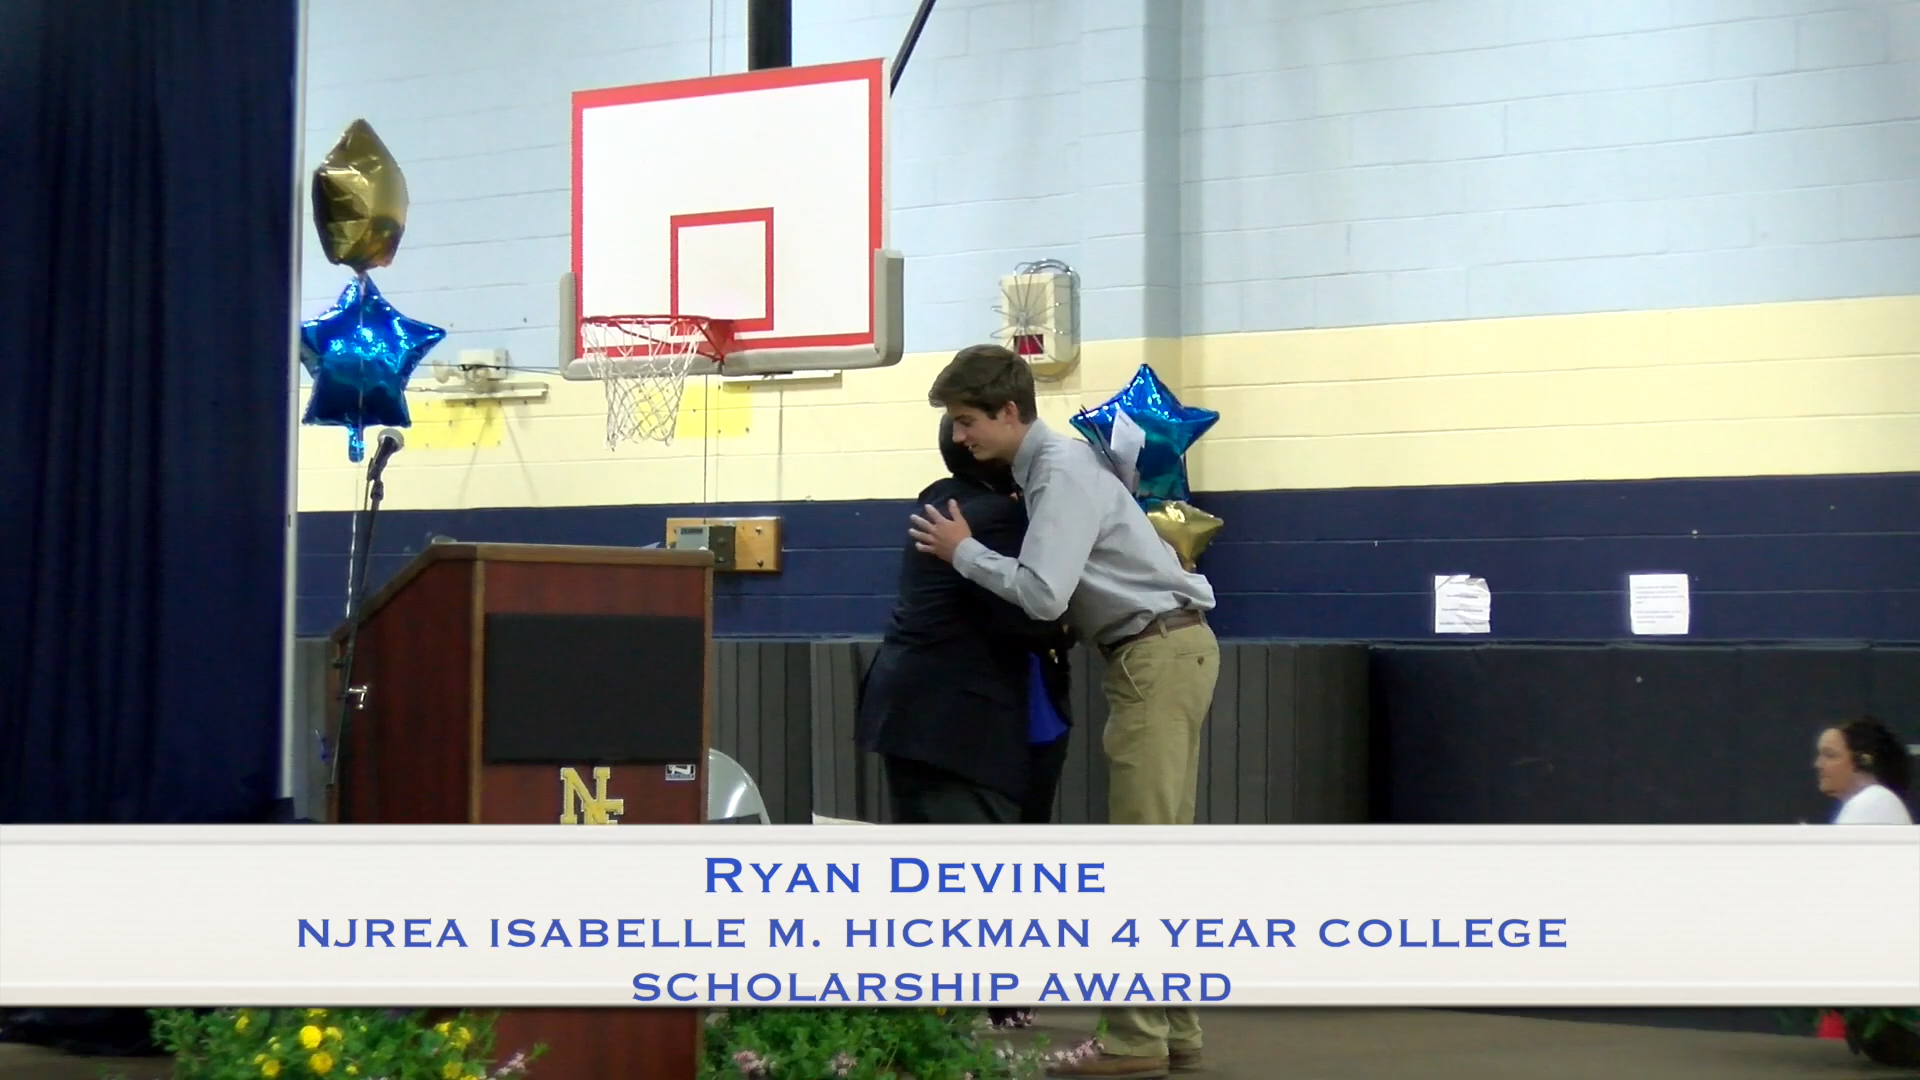 NF
Ryan Devine
NJREA ISABELLE M. HICKMAN 4 YEAR COLLEGE
SCHOLARSHIP AWARD